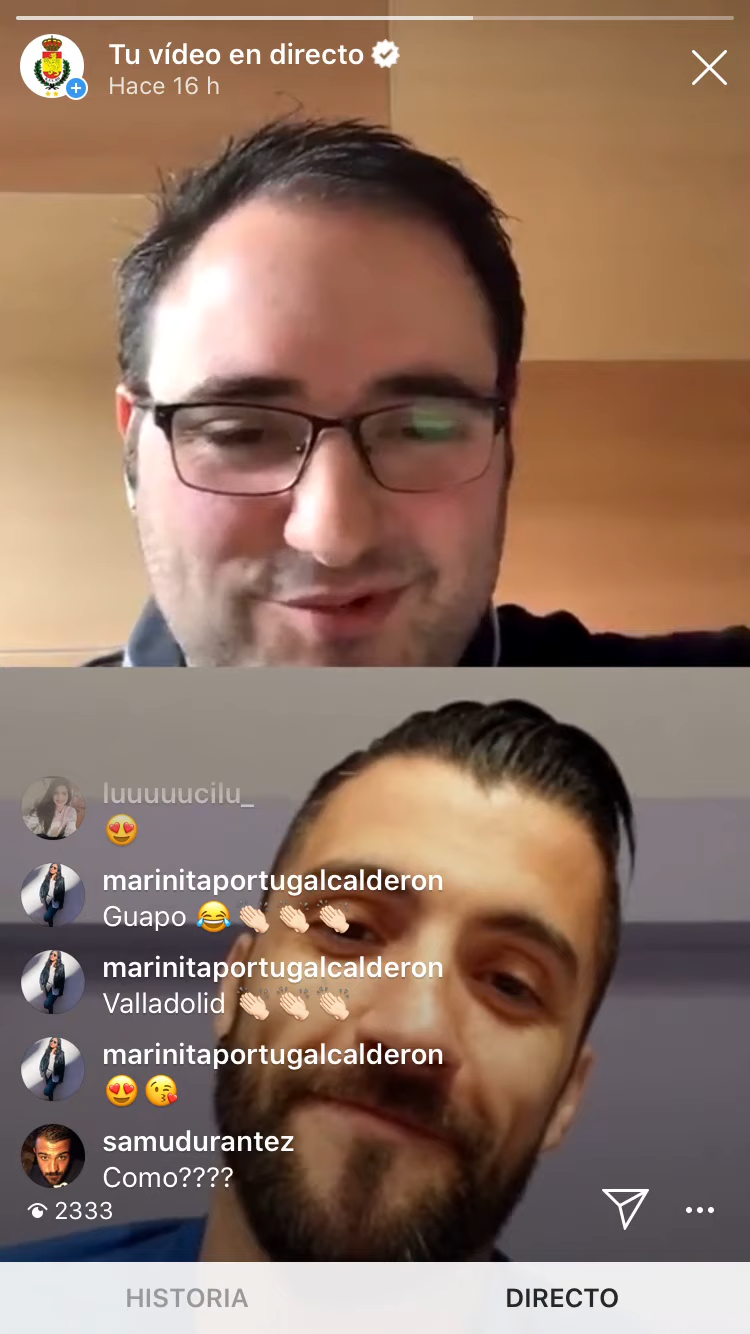 Tu vídeo en directo
Hace 16 h
luuuuucilu_
😍
marinitaportugalcalderon
Guapo 😂👏🏻👏🏻👏🏻
marinitaportugalcalderon
Valladolid 👏🏻👏🏻👏🏻
marinitaportugalcalderon
😍😘
samudurantez
Como????
2333
HISTORIA
DIRECTO